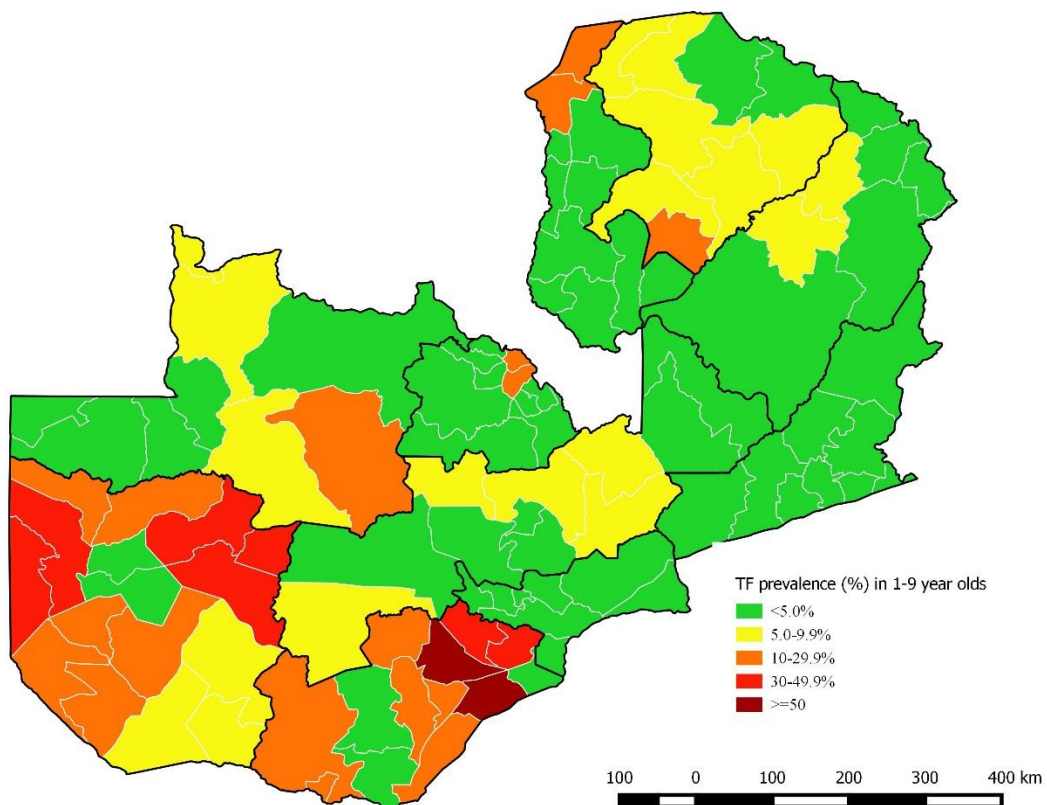 TF prevalence (%) in 1-9 year olds
<5.0%
5.0-9.9%
10-29.9%
30-49.9%
>=50
100 0 100 200 300 400 km